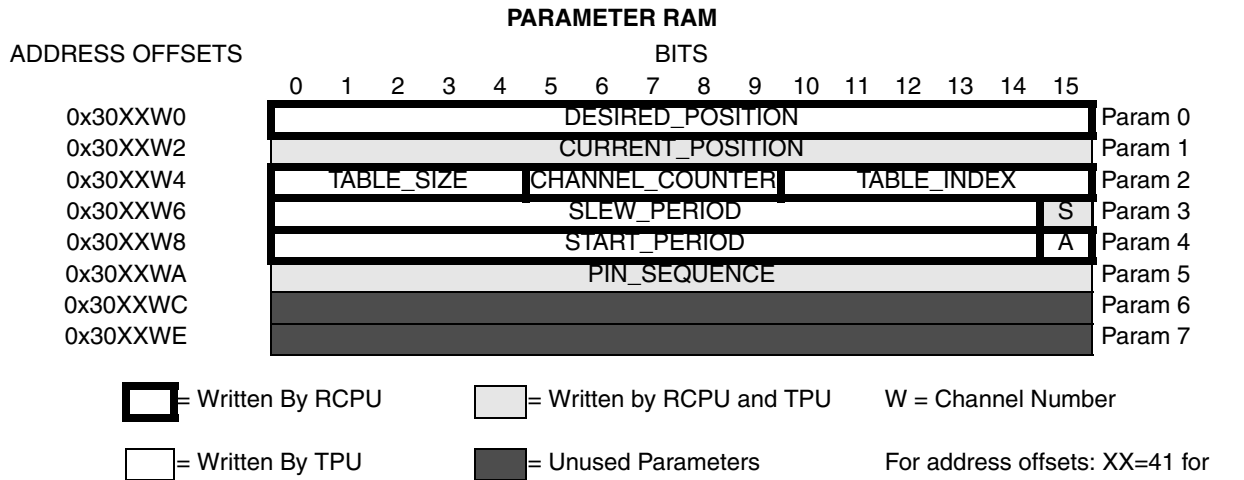 PARAMETER RAM
ADDRESS OFFSETS BITS
0 1 2 3 4 5 6 7 8 9 10 11 12 13 14 15
0x30XXW0 DESIRED_POSITION Param 0
0x30XXW2 CURRENT_POSITION Param 1
0x30XXW4 TABLE_SIZE CHANNEL_COUNTER TABLE_INDEX Param 2
0x30XXW6 SLEW_PERIOD S Param 3
0x30XXW8 START_PERIOD A Param 4
0x30XXWA PIN_SEQUENCE Param 5
0x30XXWC Param 6
0x30XXWE Param 7
= Written By RCPU = Written by RCPU and TPU W = Channel Number
= Written By TPU = Unused Parameters For address offsets: XX=41 for